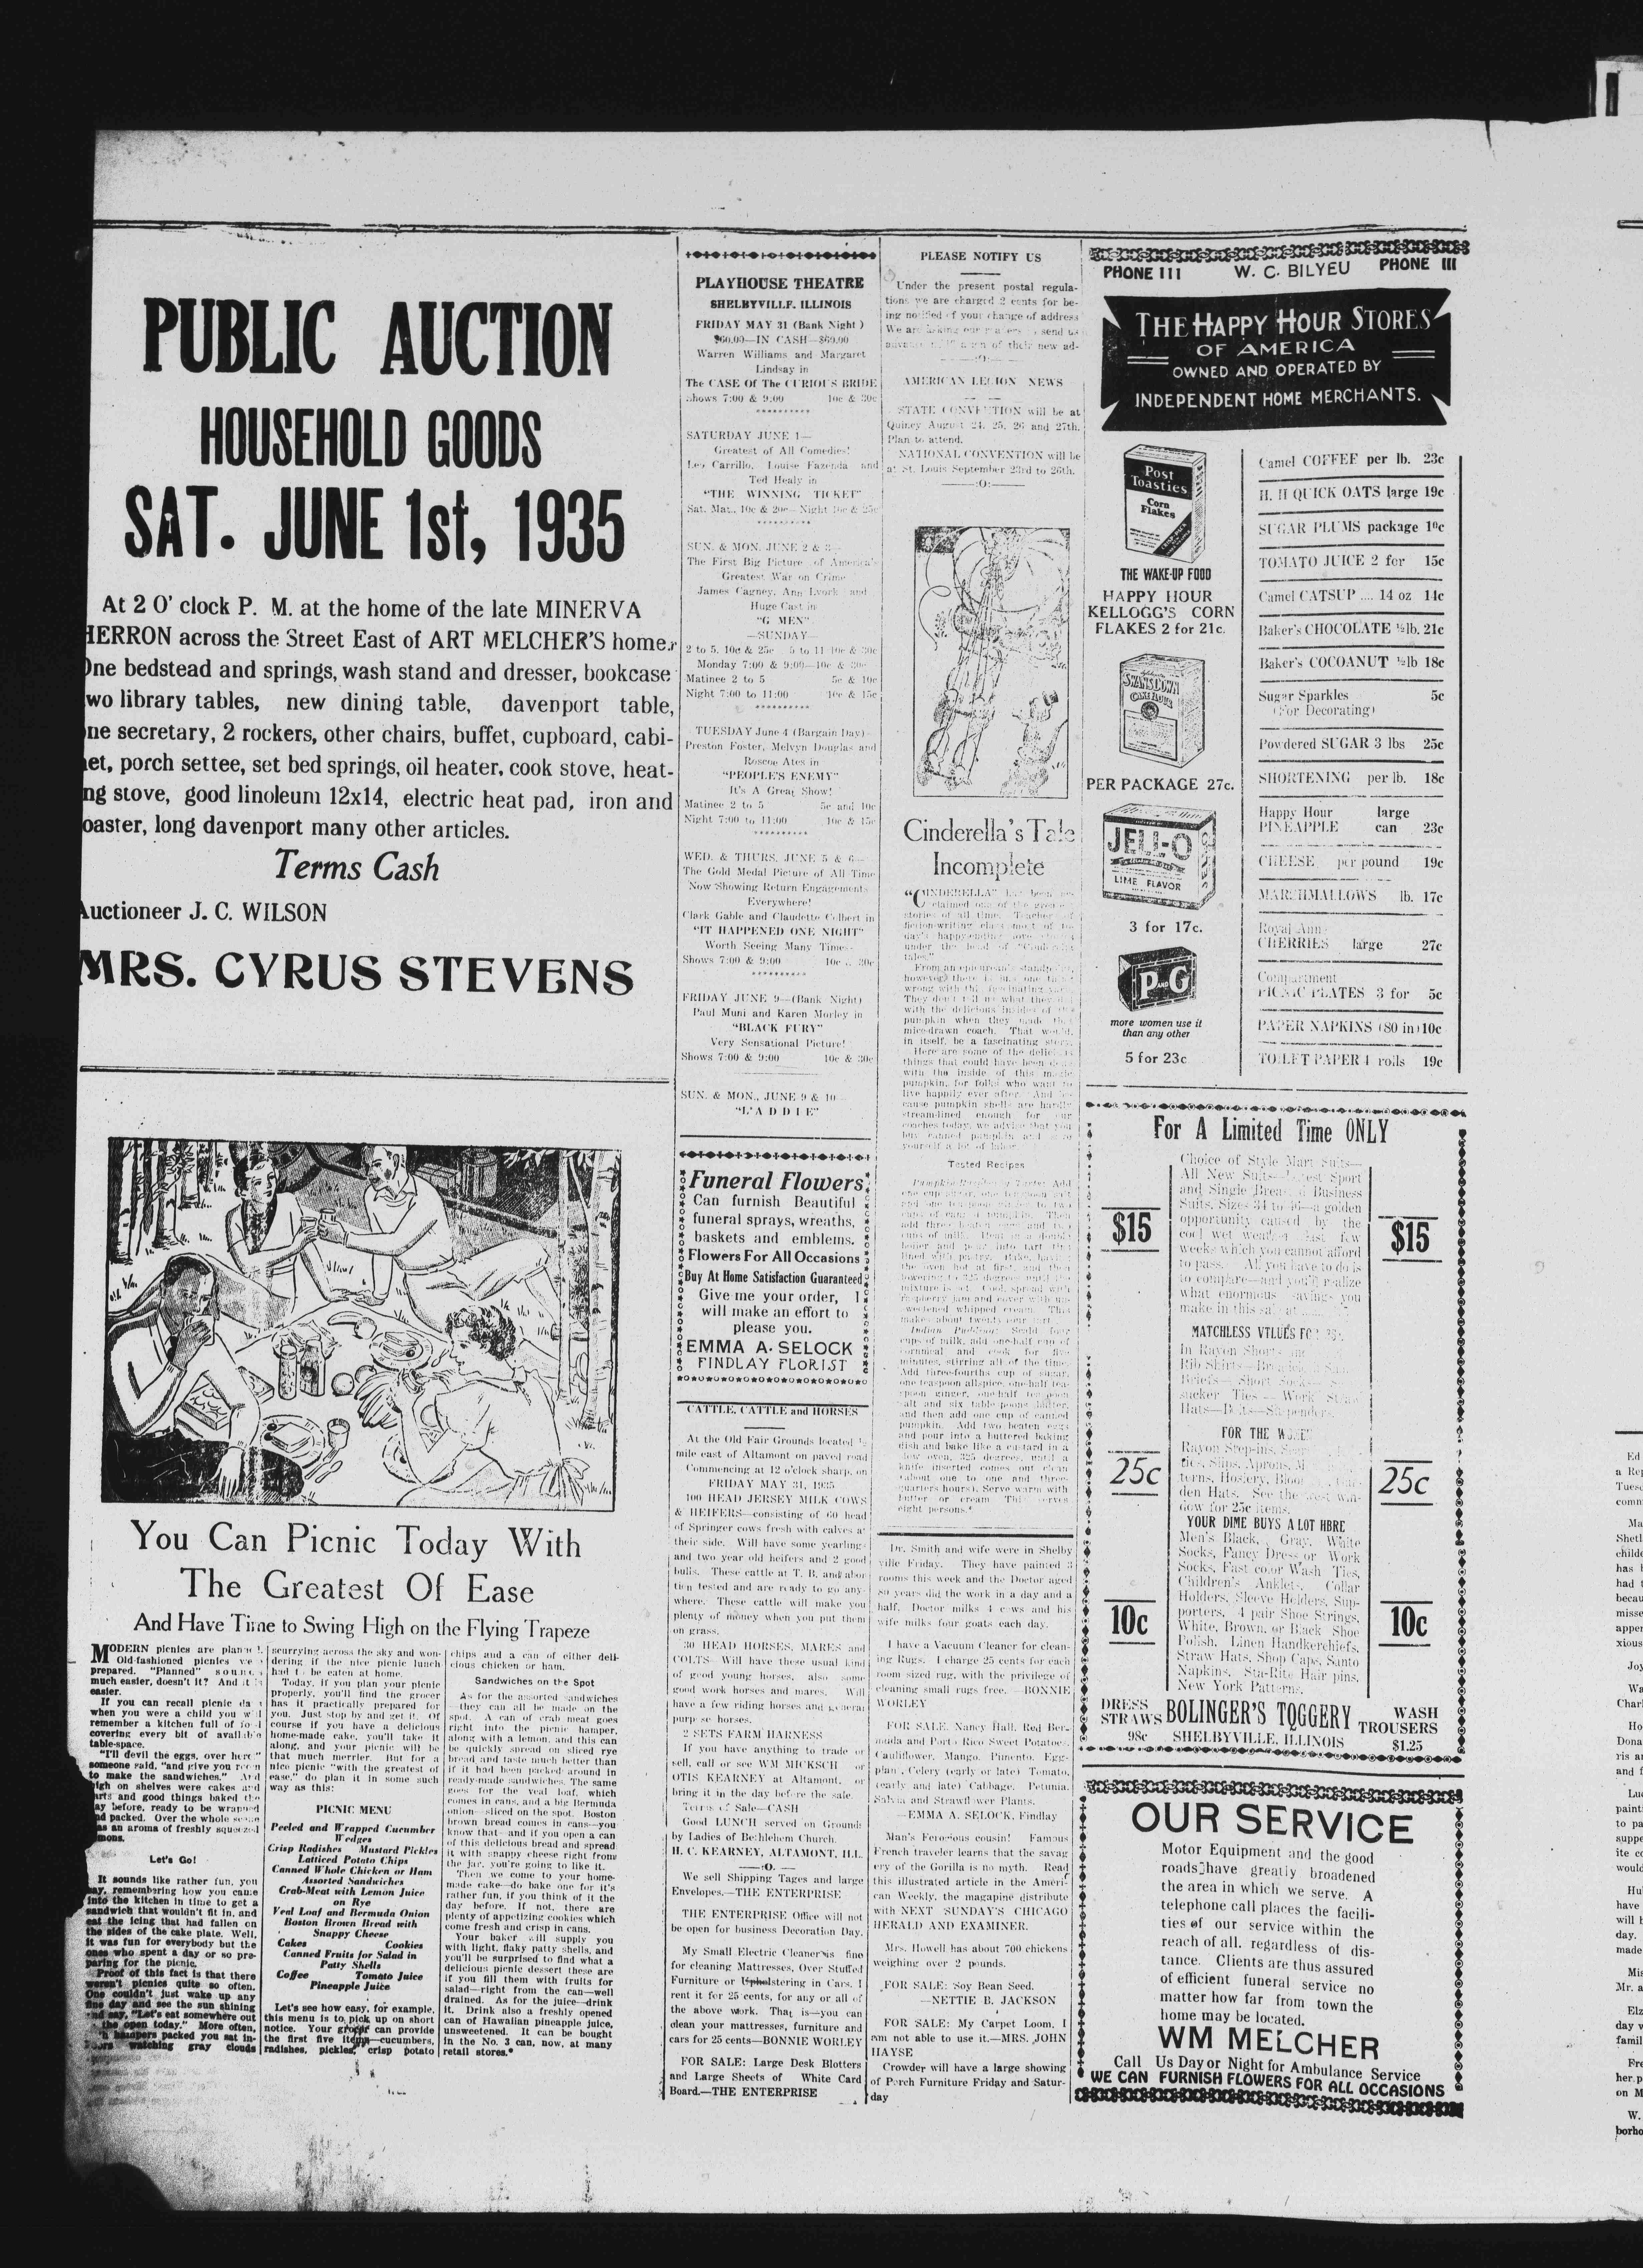 PUBLIC AUCTION
HOUSEHOLD GOODS
SAT. JUNE 1st, 1935
At 2 O' clock P. M. at the home of the late MINERVA
HERRON across the Street East of ART MELCHER'S home.
One bedstead and springs, wash stand and dresser, bookcase
wo library tables, new dining table, davenport table,
ne secretary, 2 rockers, other chairs, buffet, cupboard, cabi-
et, porch settee, set bed springs, oil heater, cook stove, heat-
ng stove, good linoleum 12x14, electric heat pad, iron and
oaster, long davenport many other articles.
Terms Cash
Auctioneer J. C. WILSON
MRS. CYRUS STEVENS
You Can Picnic Today With
The Greatest Of Ease
And Have Time to Swing High on the Flying Trapeze
MODERN picnics are
Old-fashioned picnics
prepared. "Planned"
much easier, doesn't it? And it
easier.
If you can recall picnic
when you were a child you
remember a kitchen full of
covering every bit of available
table-space.
"I'll devil the eggs, over here"
someone said, "and give you room
to make the sandwiches." And
high on shelves were cakes and
arts and good things baked the
ay before, ready to be wrapped
nd packed. Over the whole
as an aroma of freshly squeezed
mons.
Let's Go!
It sounds like rather fun, you
say, remembering how you came
into the kitchen in time to get a
sandwich that wouldn't fit in, and
eat the icing that had fallen on
the sides of the cake plate. Well,
it was fun for everybody but the
ones who spent a day or so pre-
paring for the picnic.
Proof of this fact is that there
weren't picnics quite so often.
One couldn't just wake up any
fine day and see the sun shining
and say, "Let's eat somewhere out
the open today." More often,
hampers packed you sat in-
watching gray clouds
scurrying across the sky and won-
dering if the nice picnic lunch
had to be eaten at home.
Today, if you plan your picnic
properly, you'll find the grocer
has it practically prepared for
you. Just stop by and get it. Of
course if you have a delicious
home-made cake, you'll take it
along, and your picnic will be
that much merrier. But for a
nice picnic "with the greatest of
ease," do plan it in some such
way as this:
PICNIC MENU
Peeled and Wrapped Cucumber
Wedges
Crisp Radishes Mustard Pickles
Latticed Potato Chips
Canned Whole Chicken or Ham
Assorted Sandwiches
Crab-Meat with Lemon Juice
on Rye
Veal Loaf and Bermuda Onion
Boston Brown Bread with
Snappy Cheese
Cakes Cookies
Canned Fruits for Salad in
Patty Shells
Coffee Tomato Juice
Pineapple Juice
Let's see how easy, for example,
this menu is to pick up on short
notice. Your grocer can provide
the first five items—cucumbers,
radishes, pickles, crisp potato
chips and a can of either deli-
cious chicken or ham.
Sandwiches on the Spot
As for the assorted sandwiches
—they can all be made on the
spot. A can of crab meat goes
right into the picnic hamper,
along with a lemon, and this can
be quickly spread on sliced rye
bread and taste much better than
if it had been packed around in
ready-made sandwiches. The same
goes for the veal loaf, which
comes in cans, and a big Bermuda
onion—sliced on the spot. Boston
brown bread comes in cans—you
know that—and if you open a can
of this delicious bread and spread
it with snappy cheese right from
the jar, you're going to like it.
Then we come to your home-
made cake—do bake one for it's
rather fun, if you think of it the
day before. If not, there are
plenty of appetizing cookies which
come fresh and crisp in cans.
Your baker will supply you
with light, flaky patty shells, and
you'll be surprised to find what a
delicious picnic dessert these are
if you fill them with fruits for
salad—right from the can—well
drained. As for the juice—drink
it. Drink also a freshly opened
can of Hawaiian pineapple juice,
unsweetened. It can be bought
in the No. 3 can, now, at many
retail stores.*
PLAYHOUSE THEATRE
SHELBYVILLE, ILLINOIS
FRIDAY MAY 31 (Bank Night)
$60.00—IN CASH—$60.00
Warren Williams and Margaret
Lindsay in
The CASE Of The CURIOUS BRIDE
Shows 7:00 & 9:00 10c & 30c
SATURDAY JUNE 1—
Greatest of All Comedies!
Leo Carrillo, Louise Fazenda and
Ted Healy in
"THE WINNING TICKET"
Sat. Mat., 10c & 20c—Night 10c & 25c
SUN. & MON. JUNE 2 & 3—
The First Big Picture of America's
Greatest War on Crime
James Cagney, Ann Dvork and
Huge Cast in
"G MEN"
—SUNDAY—
2 to 5, 10c & 25c 5 to 11 10c & 30c
Monday 7:00 & 9:00—10c & 30c
Matinee 2 to 5 5c & 10c
Night 7:00 to 11:00 10c & 15c
TUESDAY June 4 (Bargain Day)
Preston Foster, Melvyn Douglas and
Roscoe Ates in
"PEOPLE'S ENEMY"
It's A Great Show!
Matinee 2 to 5 5c and 10c
Night 7:00 to 11:00 10c & 15c
WED. & THURS. JUNE 5 & 6—
The Gold Medal Picture of All Time
Now Showing Return Engagements
Everywhere!
Clark Gable and Claudette Colbert in
"IT HAPPENED ONE NIGHT"
Worth Seeing Many Times
Shows 7:00 & 9:00 10c 30c
FRIDAY JUNE 9—(Bank Night)
Paul Muni and Karen Morley in
"BLACK FURY"
Very Sensational Picture!
Shows 7:00 & 9:00 10c & 30c
SUN. & MON., JUNE 9 & 10
"LADDIE"
Funeral Flowers
Can furnish Beautiful
funeral sprays, wreaths,
baskets and emblems.
Flowers For All Occasions
Buy At Home Satisfaction Guaranteed
Give me your order, I
will make an effort to
please you.
EMMA A. SELOCK
FINDLAY FLORIST
CATTLE, CATTLE and HORSES
At the Old Fair Grounds located ½
mile east of Altamont on paved road
Commencing at 12 o'clock sharp, on
FRIDAY MAY 31, 1935
100 HEAD JERSEY MILK COWS
& HEIFERS—consisting of 60 head
of Springer cows fresh with calves at
their side. Will have some yearling
and two year old heifers and 2 good
bulls. These cattle at T. B. and abor
tion tested and are ready to go any-
where. These cattle will make you
plenty of money when you put them
on grass.
30 HEAD HORSES, MARES and
COLTS—Will have these usual kind
of good young horses, also some
good work horses and mares. Will
have a few riding horses and general
purpose horses.
2 SETS FARM HARNESS
If you have anything to trade or
sell, call or see WM MICKSCH or
OTIS KEARNEY at Altamont, or
bring it in the day before the sale.
Terms of Sale—CASH
Good LUNCH served on Grounds
by Ladies of Bethlehem Church.
H. C. KEARNEY, ALTAMONT, ILL.
—:O:—
We sell Shipping Tages and large
Envelopes.—THE ENTERPRISE
THE ENTERPRISE Office will not
be open for business Decoration Day.
My Small Electric Cleaner is fine
for cleaning Mattresses, Over Stuffed
Furniture or Upholstering in Cars. I
rent it for 25 cents, for any or all of
the above work. That is—you can
clean your mattresses, furniture and
cars for 25 cents—BONNIE WORLEY
FOR SALE: Large Desk Blotters
and Large Sheets of White Card
Board.—THE ENTERPRISE
PLEASE NOTIFY US
Under the present postal regula-
tions we are charged 2 cents for be-
ing notified of your change of address
We are asking our send us
of their new ad-
—:O:—
AMERICAN LEGION NEWS
STATE CONVENTION will be at
Quincy August 24, 25, 26 and 27th.
Plan to attend.
NATIONAL CONVENTION will be
at St. Louis September 23rd to 26th.
—:O:—
Cinderella's Tale
Incomplete
"CINDERELLA" has been
claimed one of the
stories of all time.
fiction-writing
day's happy-ending
under the head of
tales."
From an epicurean's standpoint,
however, there is just one thing
wrong with this fascinating
They don't tell us what they did
with the delicious insides of the
pumpkin when they made the
mice-drawn coach. That would,
in itself, be a fascinating story.
Here are some of the delicious
things that could have been done
with the inside of this magic
pumpkin, for folks who want to
live happily ever after. And be-
cause pumpkin shells are hardly
streamlined enough for our
coaches today, we advise that you
buy canned pumpkin and save
yourself a lot of labor.
Tested Recipes
Pumpkin Raspberry Tarts: Add
one cup sugar, one teaspoon salt
add three beaten eggs and two
cups of milk. Heat in a double
boiler and pour into tart tins
lined with pastry. Bake, having
the oven hot at first and then
lowering to 325 degrees until the
mixture is set. Cool, spread with
raspberry jam and cover with un-
sweetened whipped cream. This
makes about twenty-four tarts.
Indian Pudding: Scald four
cups of milk, add one-half cup of
cornmeal and cook for five
minutes, stirring all of the time.
Add three-fourths cup of sugar,
one teaspoon allspice, one-half tea-
spoon ginger, one-half teaspoon
salt and six tablespoons butter,
and then add one cup of canned
pumpkin. Add two beaten eggs
and pour into a buttered baking
dish and bake like a custard in a
slow oven, 325 degrees, until a
knife inserted comes out clean
(about one to one and three-
quarters hours). Serve warm with
butter or cream This serves
eight persons.*
Dr. Smith and wife were in Shelby
ville Friday. They have painted 3
rooms this week and the Doctor aged
80 years did the work in a day and a
half. Doctor milks 4 cows and his
wife milks four goats each day.
I have a Vacuum Cleaner for clean-
ing Rugs. I charge 25 cents for each
room sized rug, with the privilege of
cleaning small rugs free. —BONNIE
WORLEY
FOR SALE, Nancy Hall, Red Ber-
muda and Porto Rico Sweet Potatoes.
Cauliflower, Mango, Pimento, Egg-
plant, Celery (early or late) Tomato,
(early and late) Cabbage, Petunia,
Salvia and Strawflower Plants.
—EMMA A. SELOCK, Findlay
Man's Ferocious cousin! Famous
French traveler learns that the savag
ery of the Gorilla is no myth. Read
this illustrated article in the Ameri-
can Weekly, the magapine distribute
with NEXT SUNDAY'S CHICAGO
HERALD AND EXAMINER.
Mrs. Howell has about 700 chickens
weighing over 2 pounds.
FOR SALE: Soy Bean Seed.
—NETTIE B. JACKSON
FOR SALE: My Carpet Loom, I
am not able to use it.—MRS. JOHN
HAYSE
Crowder will have a large showing
of Porch Furniture Friday and Satur-
day
PHONE 111 W. C. BILYEU PHONE 111
THE HAPPY HOUR STORES
OF AMERICA
OWNED AND OPERATED BY
INDEPENDENT HOME MERCHANTS.
Post
Toasties
Corn
Flakes
THE WAKE-UP FOOD
HAPPY HOUR
KELLOGG'S CORN
FLAKES 2 for 21c.
SWANSDOWN
CAKE FLOUR
PER PACKAGE 27c.
JELL-O
LIME FLAVOR
3 for 17c.
P AND G
more women use it
than any other
5 for 23c
Camel COFFEE per lb. 23c
H. H QUICK OATS large 19c
SUGAR PLUMS package 10c
TOMATO JUICE 2 for 15c
Camel CATSUP .... 14 oz 14c
Baker's CHOCOLATE ½lb. 21c
Baker's COCOANUT ½lb 18c
Sugar Sparkles 5c
(For Decorating)
Powdered SUGAR 3 lbs 25c
SHORTENING per lb. 18c
Happy Hour large
PINEAPPLE can 23c
CHEESE per pound 19c
MARSHMALLOWS lb. 17c
Royal Ann
CHERRIES large 27c
Compartment
PICNIC PLATES 3 for 5c
PAPER NAPKINS (80 in) 10c
TOILET PAPER 4 rolls 19c
For A Limited Time ONLY
$15
$15
Choice of Style Mart Suits—
All New Suits—Latest Sport
and Single Breasted Business
Suits. Sizes 34 to 46—a golden
opportunity caused by the
cool wet weather last few
weeks which you cannot afford
to pass. All you have to do is
to compare—and you'll realize
what enormous savings you
make in this sale at
MATCHLESS VTLUES FOR 25c
In Rayon Shorts and
Rib Shirts—
Briefs—Short Socks—
sucker Ties—Work Straw
Hats—Belts—Suspenders
25c
25c
FOR THE WOMEN
Rayon Step-ins,
ties, Slips, Aprons,
terns, Hosiery,
den Hats. See the west win-
dow for 25c items.
YOUR DIME BUYS A LOT HBRE
10c
10c
Men's Black, Gray, White
Socks, Fancy Dress or Work
Socks, Fast color Wash Ties,
Children's Anklets, Collar
Holders, Sleeve Holders, Sup-
porters, 4 pair Shoe Strings,
White, Brown, or Black Shoe
Polish, Linen Handkerchiefs,
Straw Hats, Shop Caps, Santo
Napkins, Sta-Rite Hair pins,
New York Patterns.
DRESS
STRAWS
98c
BOLINGER'S TOGGERY
SHELBYVILLE, ILLINOIS
WASH
TROUSERS
$1.25
OUR SERVICE
Motor Equipment and the good
roads have greatly broadened
the area in which we serve. A
telephone call places the facili-
ties of our service within the
reach of all, regardless of dis-
tance. Clients are thus assured
of efficient funeral service no
matter how far from town the
home may be located.
WM MELCHER
Call Us Day or Night for Ambulance Service
WE CAN FURNISH FLOWERS FOR ALL OCCASIONS